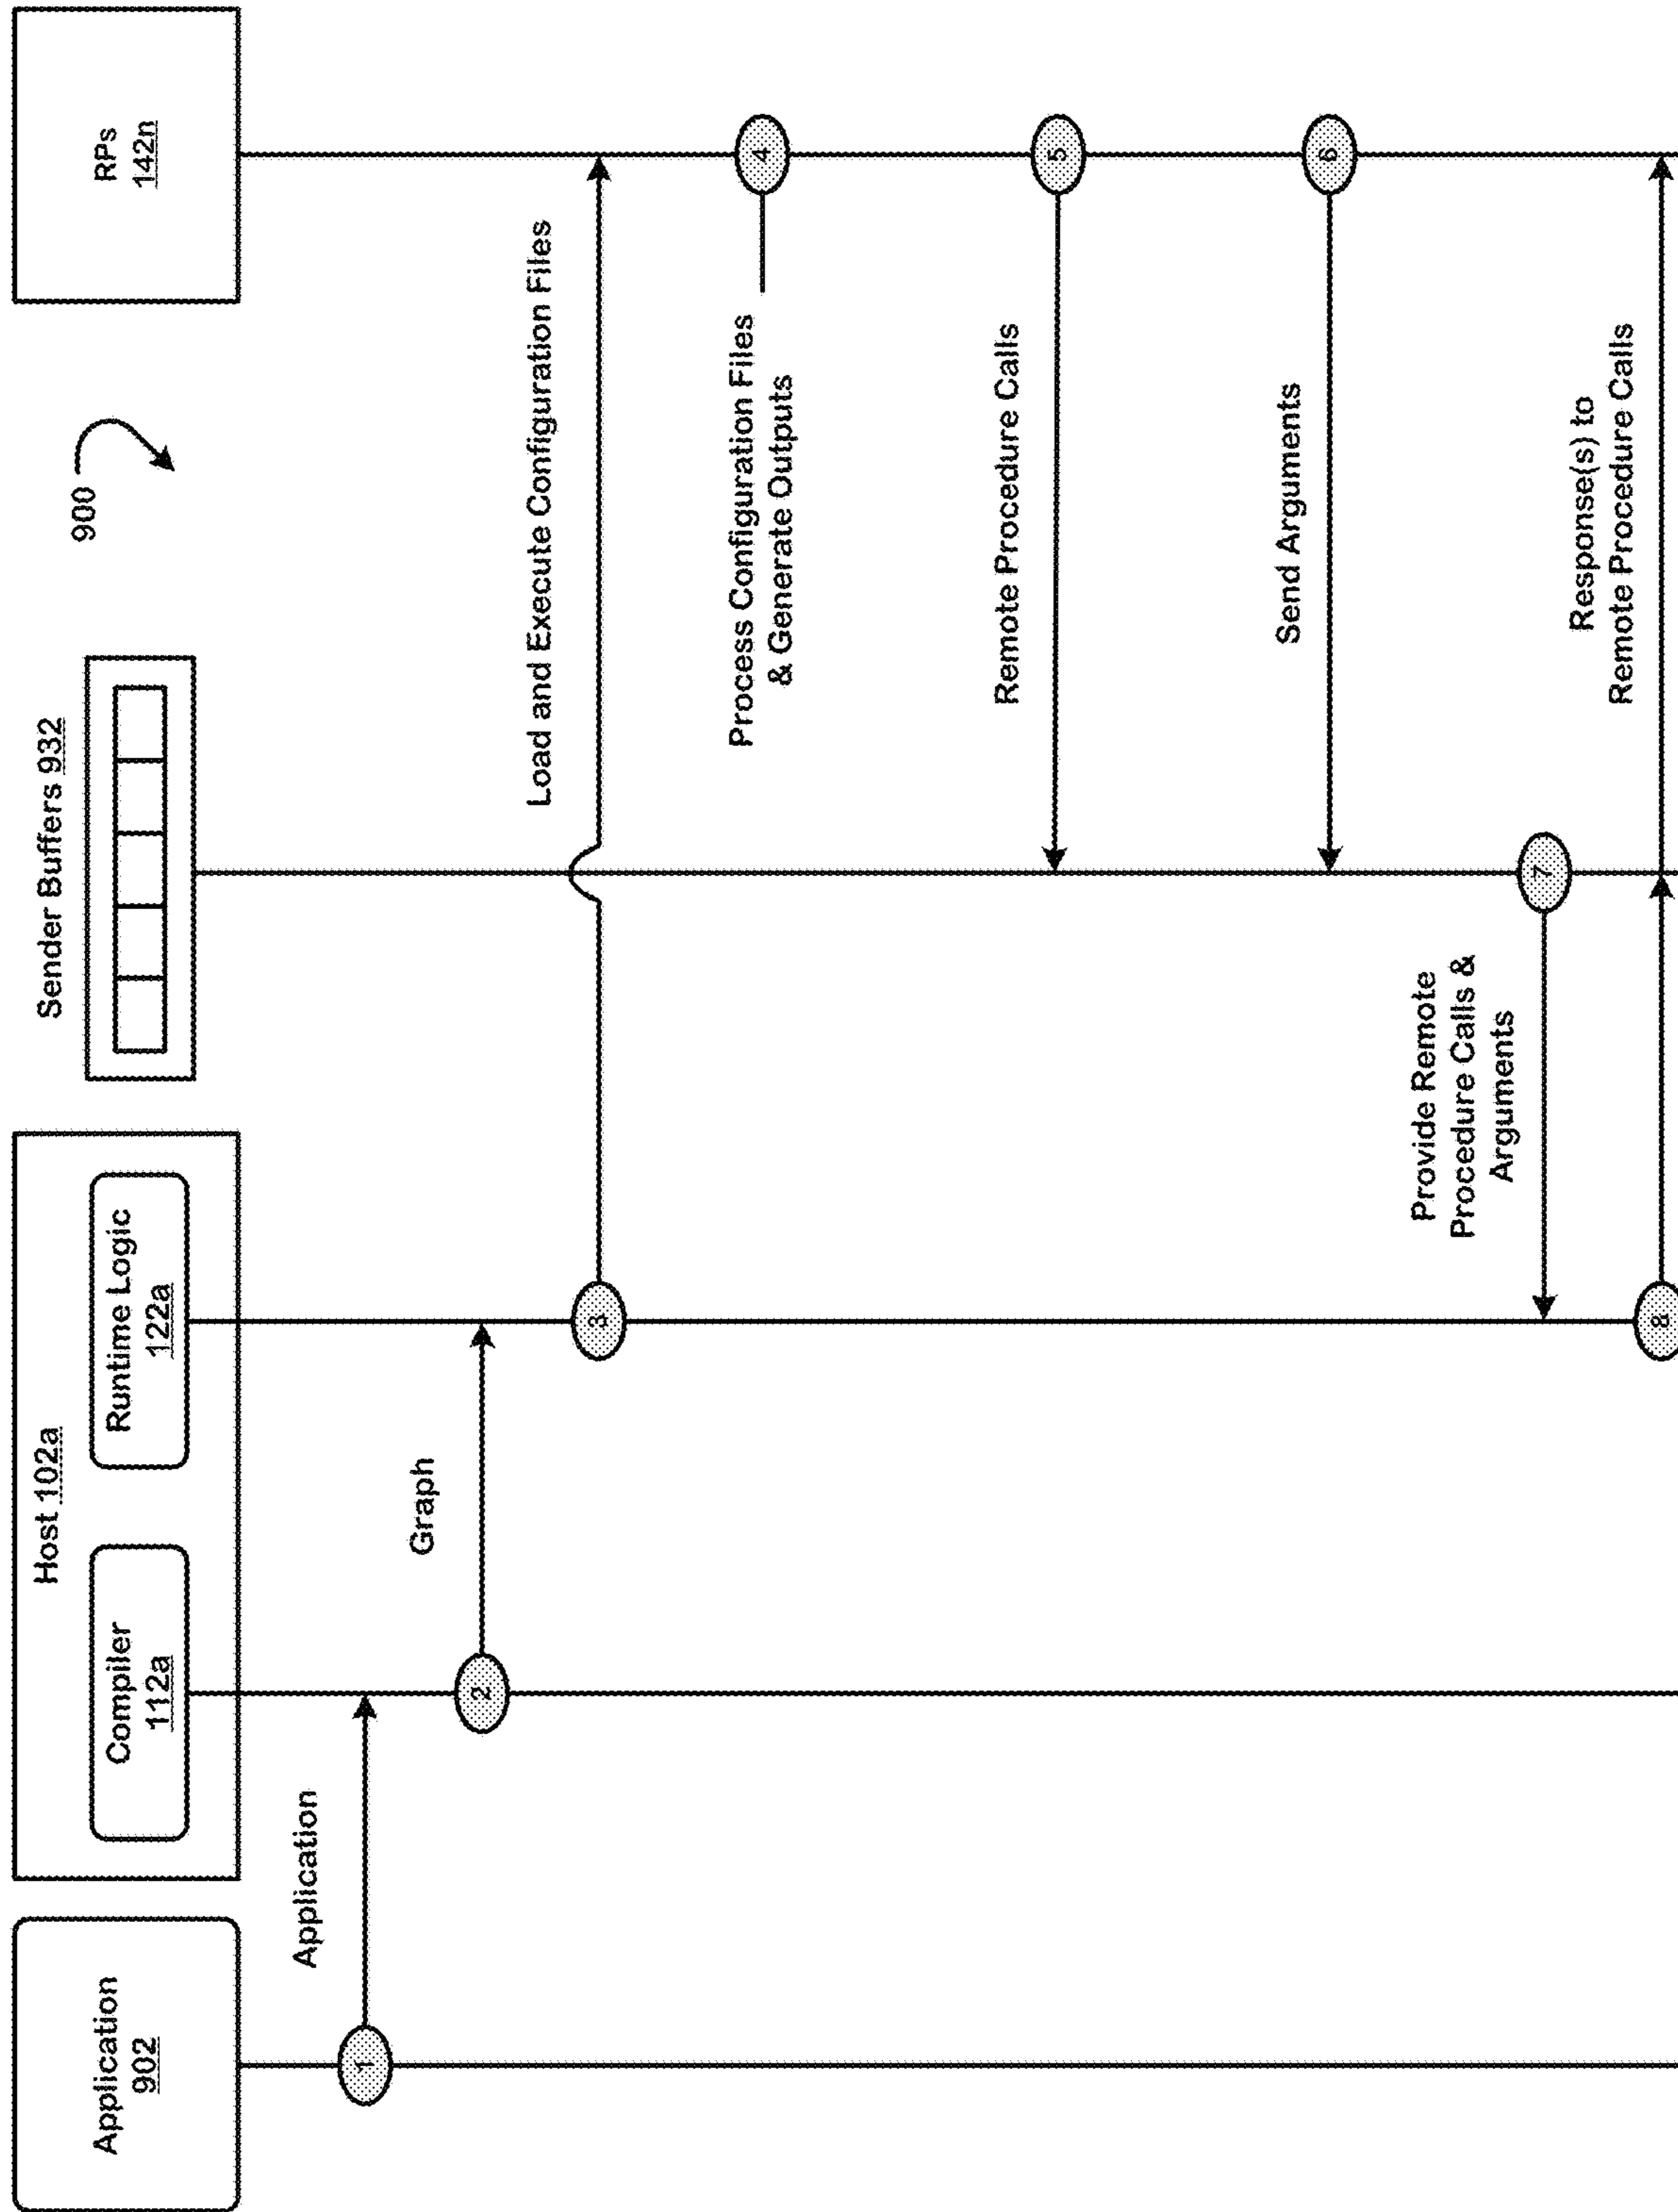 Application
902
Host 102a
Compiler
112a
Runtime Logic
122a
Sender Buffers 932
900
RPs
142n
Application
1
Graph
2
Load and Execute Configuration Files
3
4
Process Configuration Files
& Generate Outputs
Remote Procedure Calls
5
Send Arguments
6
Provide Remote
Procedure Calls &
Arguments
7
Response(s) to
Remote Procedure Calls
8